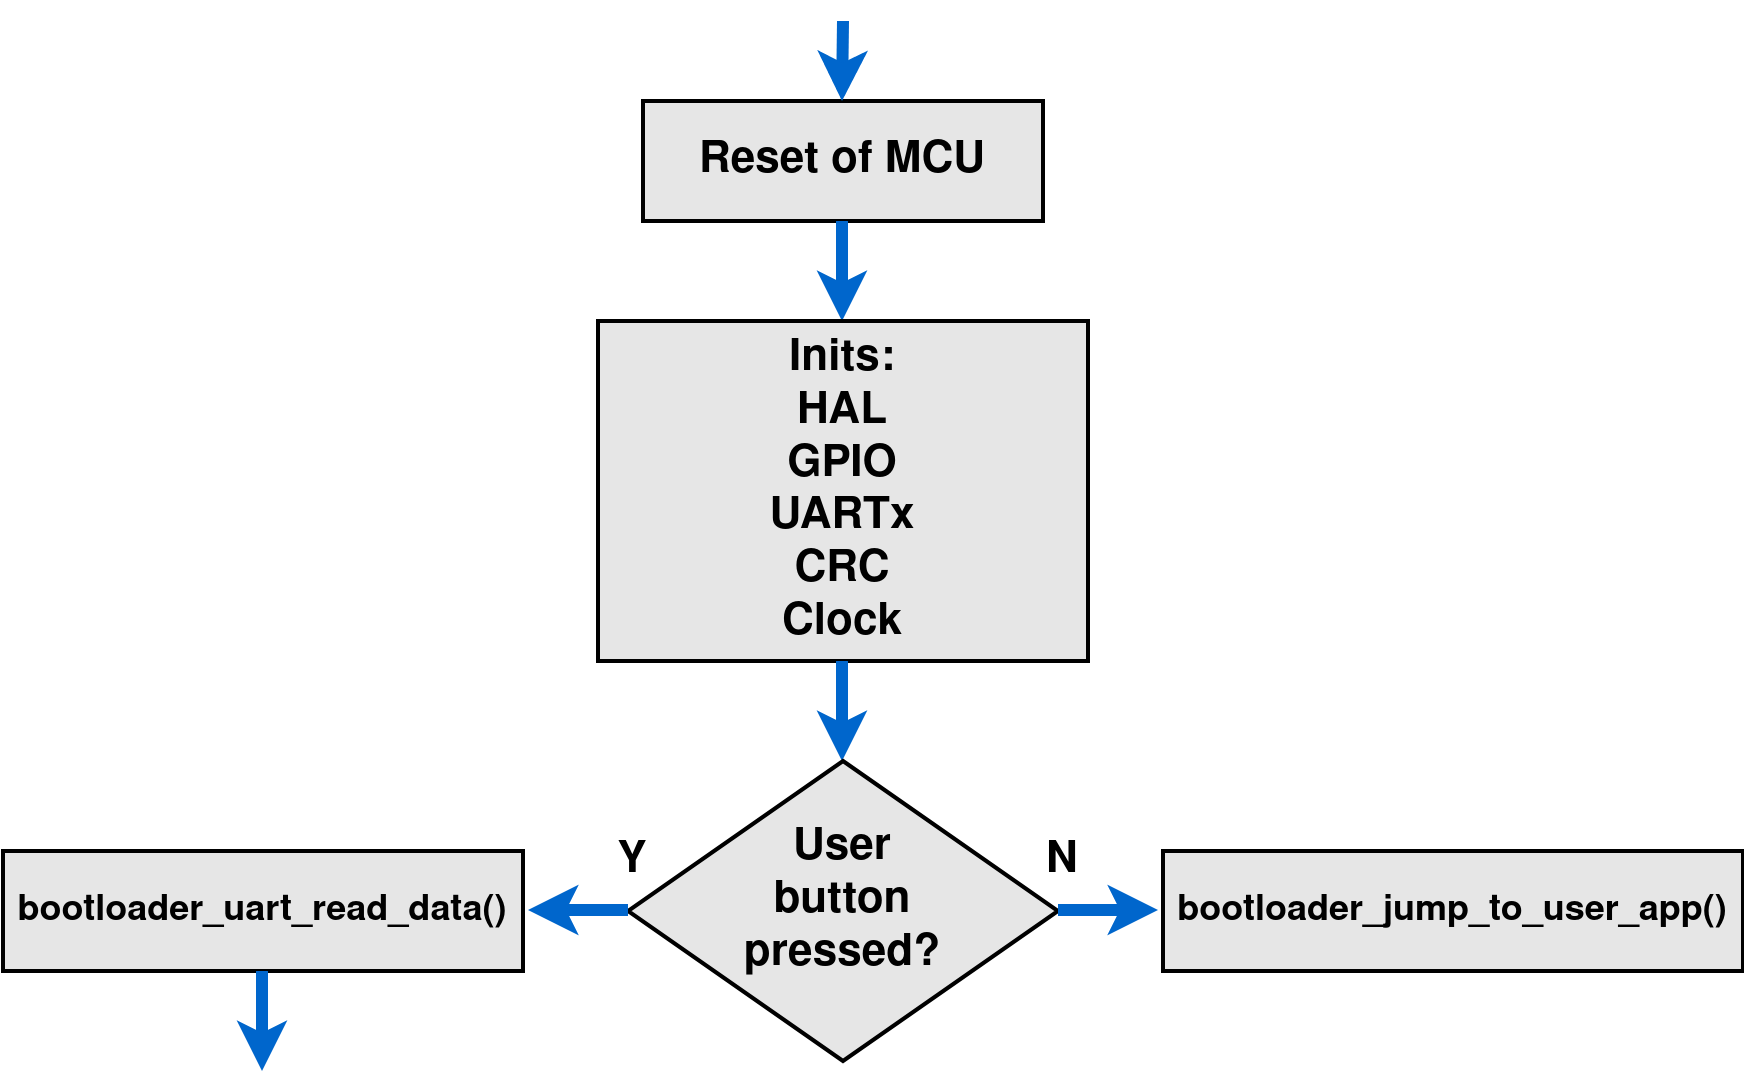 Reset of MCU
Inits:
HAL
GPIO
UARTx
CRC
Clock
User
button
pressed?
Y
N
bootloader_uart_read_data()
bootloader_jump_to_user_app()